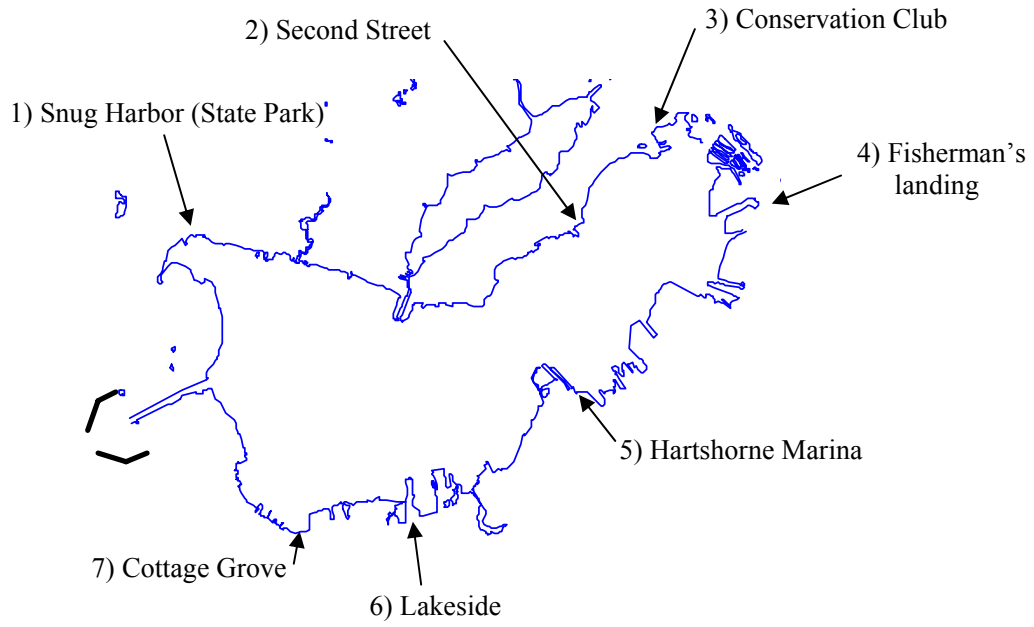 1) Snug Harbor (State Park)
2) Second Street
3) Conservation Club
4) Fisherman's
landing
5) Hartshorne Marina
6) Lakeside
7) Cottage Grove